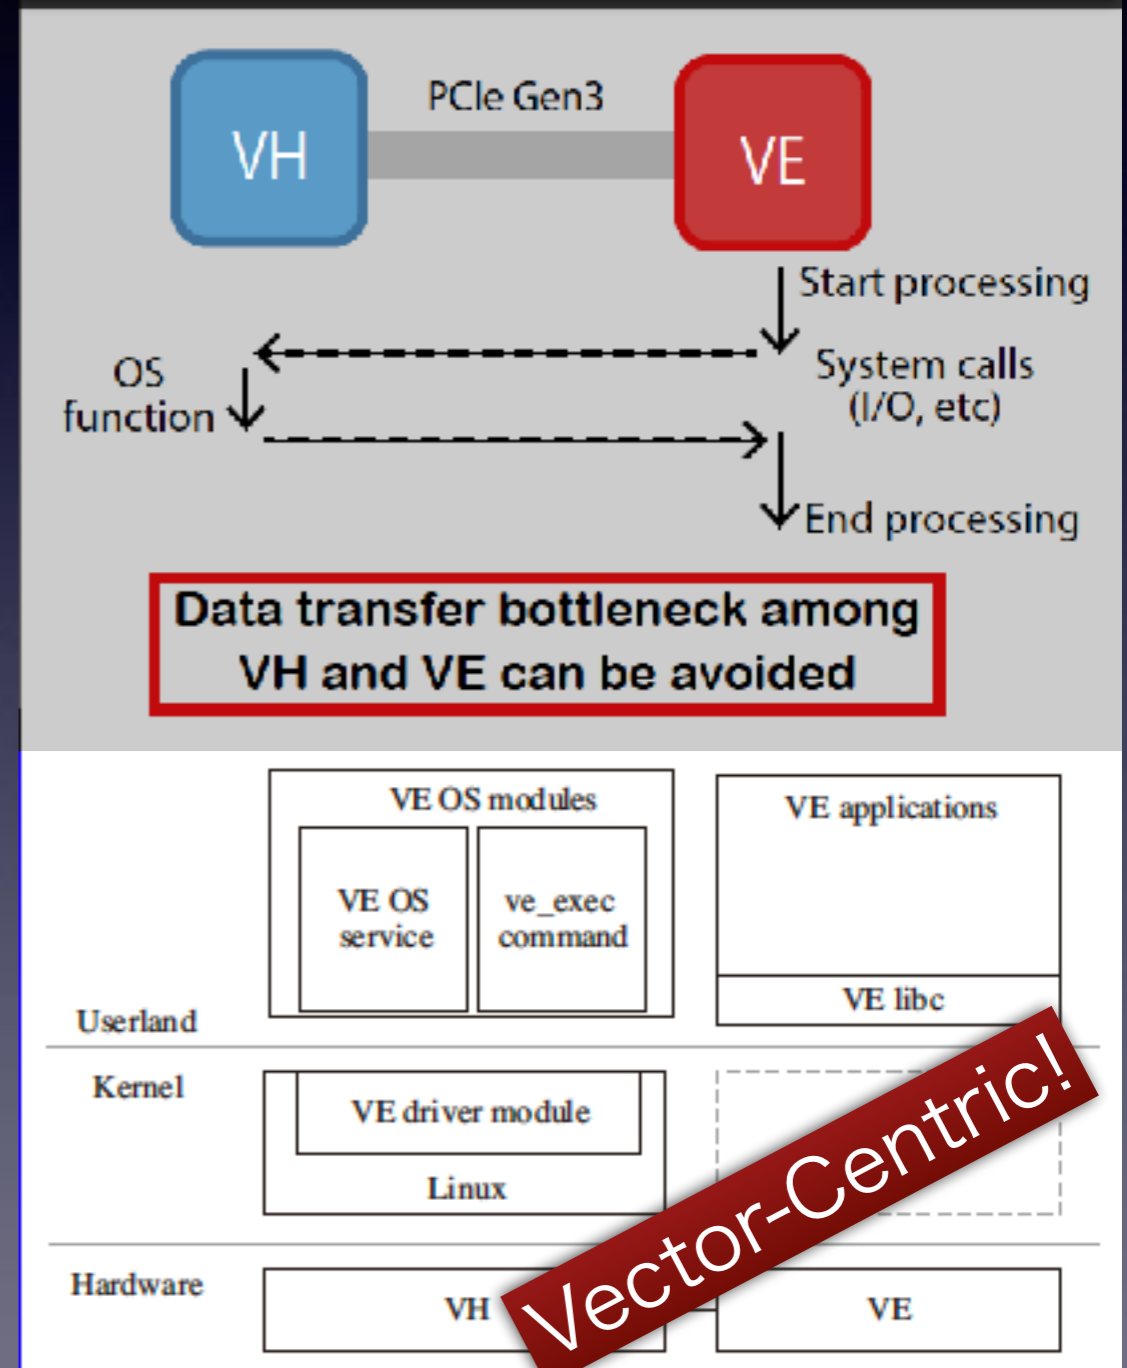 PCIe Gen3
VH
VE
Start processing
OS
function
System calls
(I/O, etc)
End processing
Data transfer bottleneck among
VH and VE can be avoided
VE OS modules
VE OS
service
ve_exec
command
VE applications
VE libc
Userland
Kernel
VE driver module
Linux
Vector-Centric!
Hardware
VH
VE